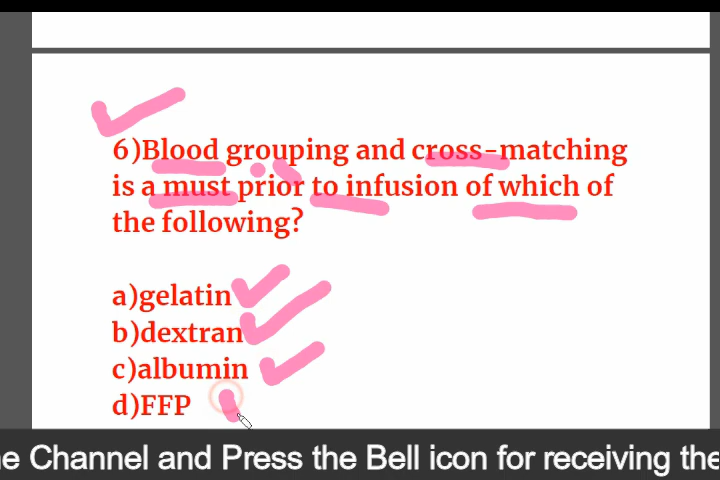 6)Blood grouping and cross-matching
is a must prior to infusion of which of
the following?
a)gelatin
b)dextran
c)albumin
d)FFP
Channel and Press the Bell icon for receiving the